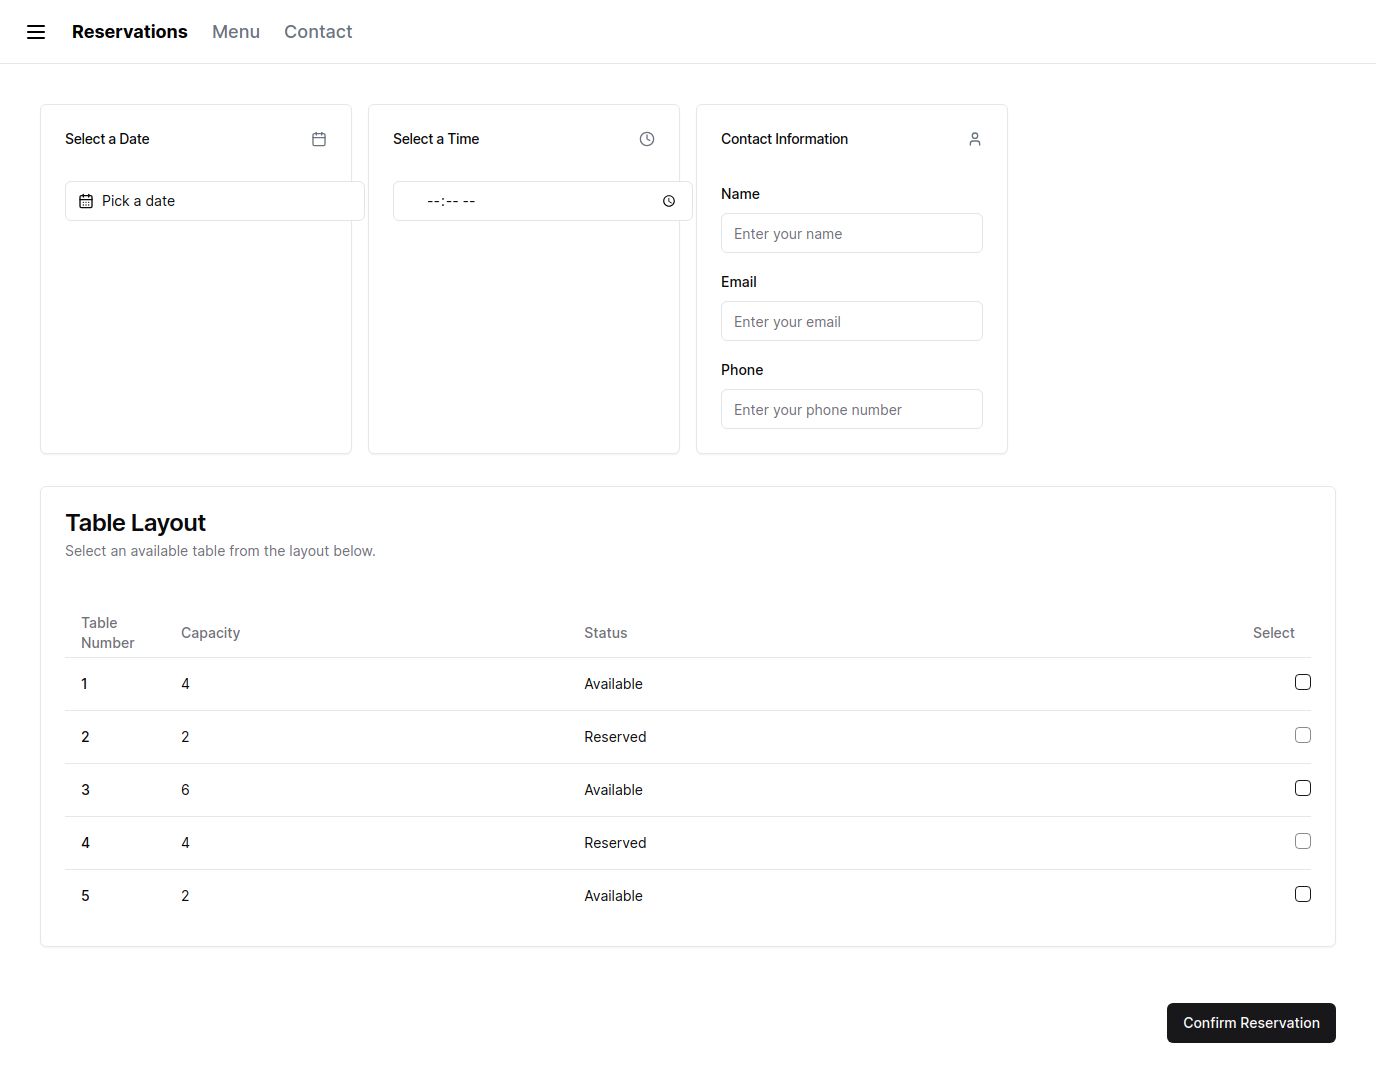 Reservations Menu Contact
Select a Date
Pick a date
Select a Time
--:-- --
Contact Information
Name
Enter your name
Email
Enter your email
Phone
Enter your phone number
Table Layout
Select an available table from the layout below.
Table Number Capacity Status Select
1 4 Available
2 2 Reserved
3 6 Available
4 4 Reserved
5 2 Available
Confirm Reservation